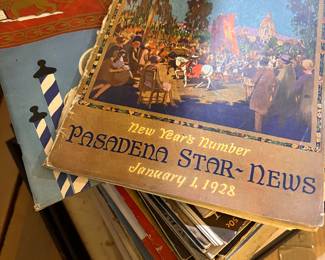 New Year's Number
PASADENA STAR-NEWS
January 1, 1928